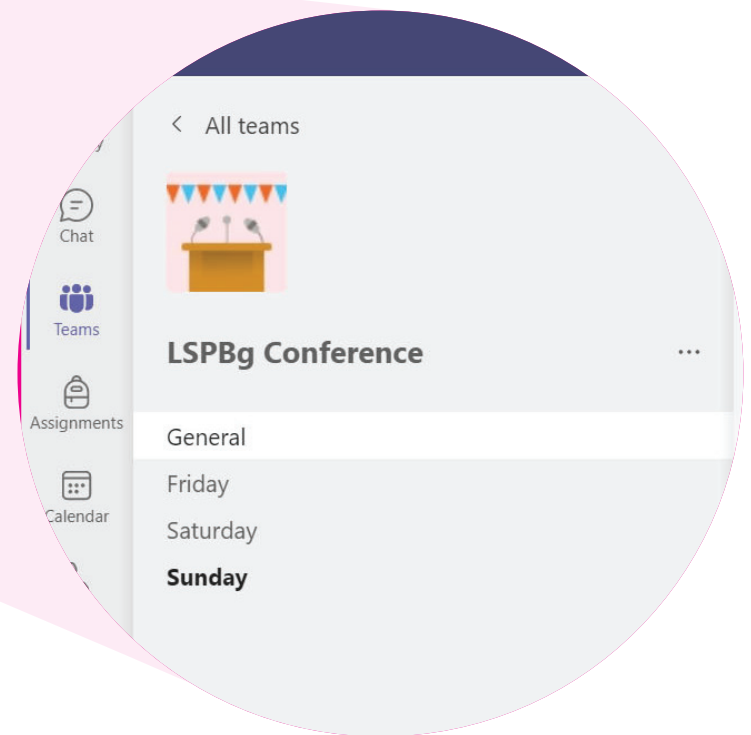 All teams
Chat
Teams
LSPBg Conference
Assignments
General
Calendar
Friday
Saturday
Sunday